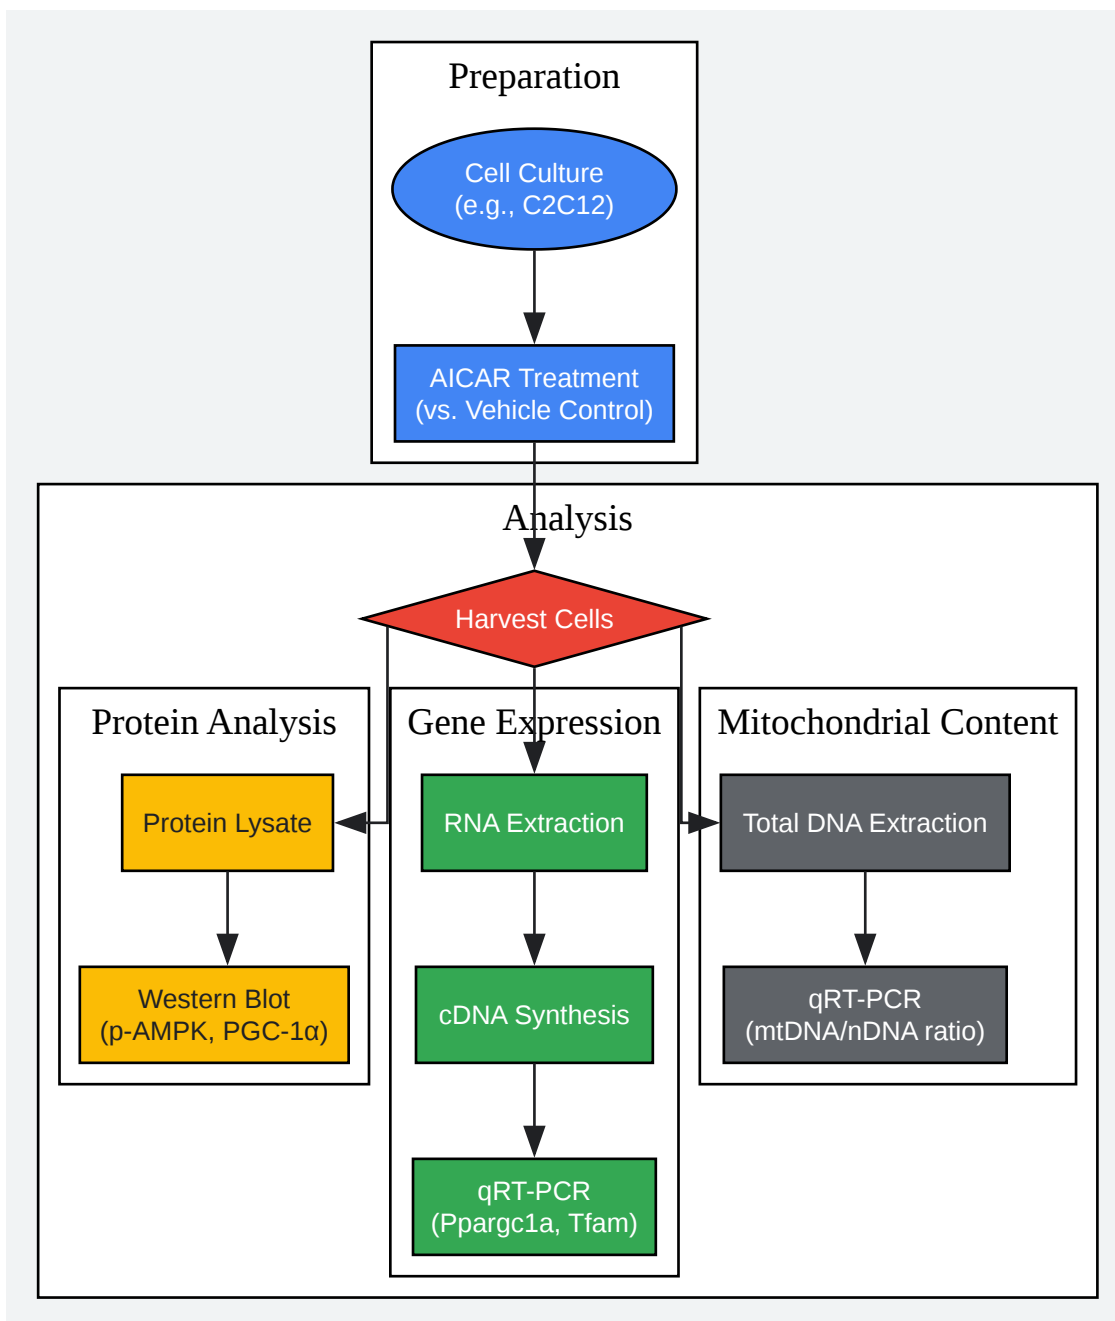 Preparation
Cell Culture
(e.g., C2C12)
AICAR Treatment
(vs. Vehicle Control)
Analysis
Harvest Cells
Protein Analysis
Protein Lysate
Western Blot
(p-AMPK, PGC-1α)
Gene Expression
RNA Extraction
cDNA Synthesis
qRT-PCR
(Ppargc1a, Tfam)
Mitochondrial Content
Total DNA Extraction
qRT-PCR
(mtDNA/nDNA ratio)